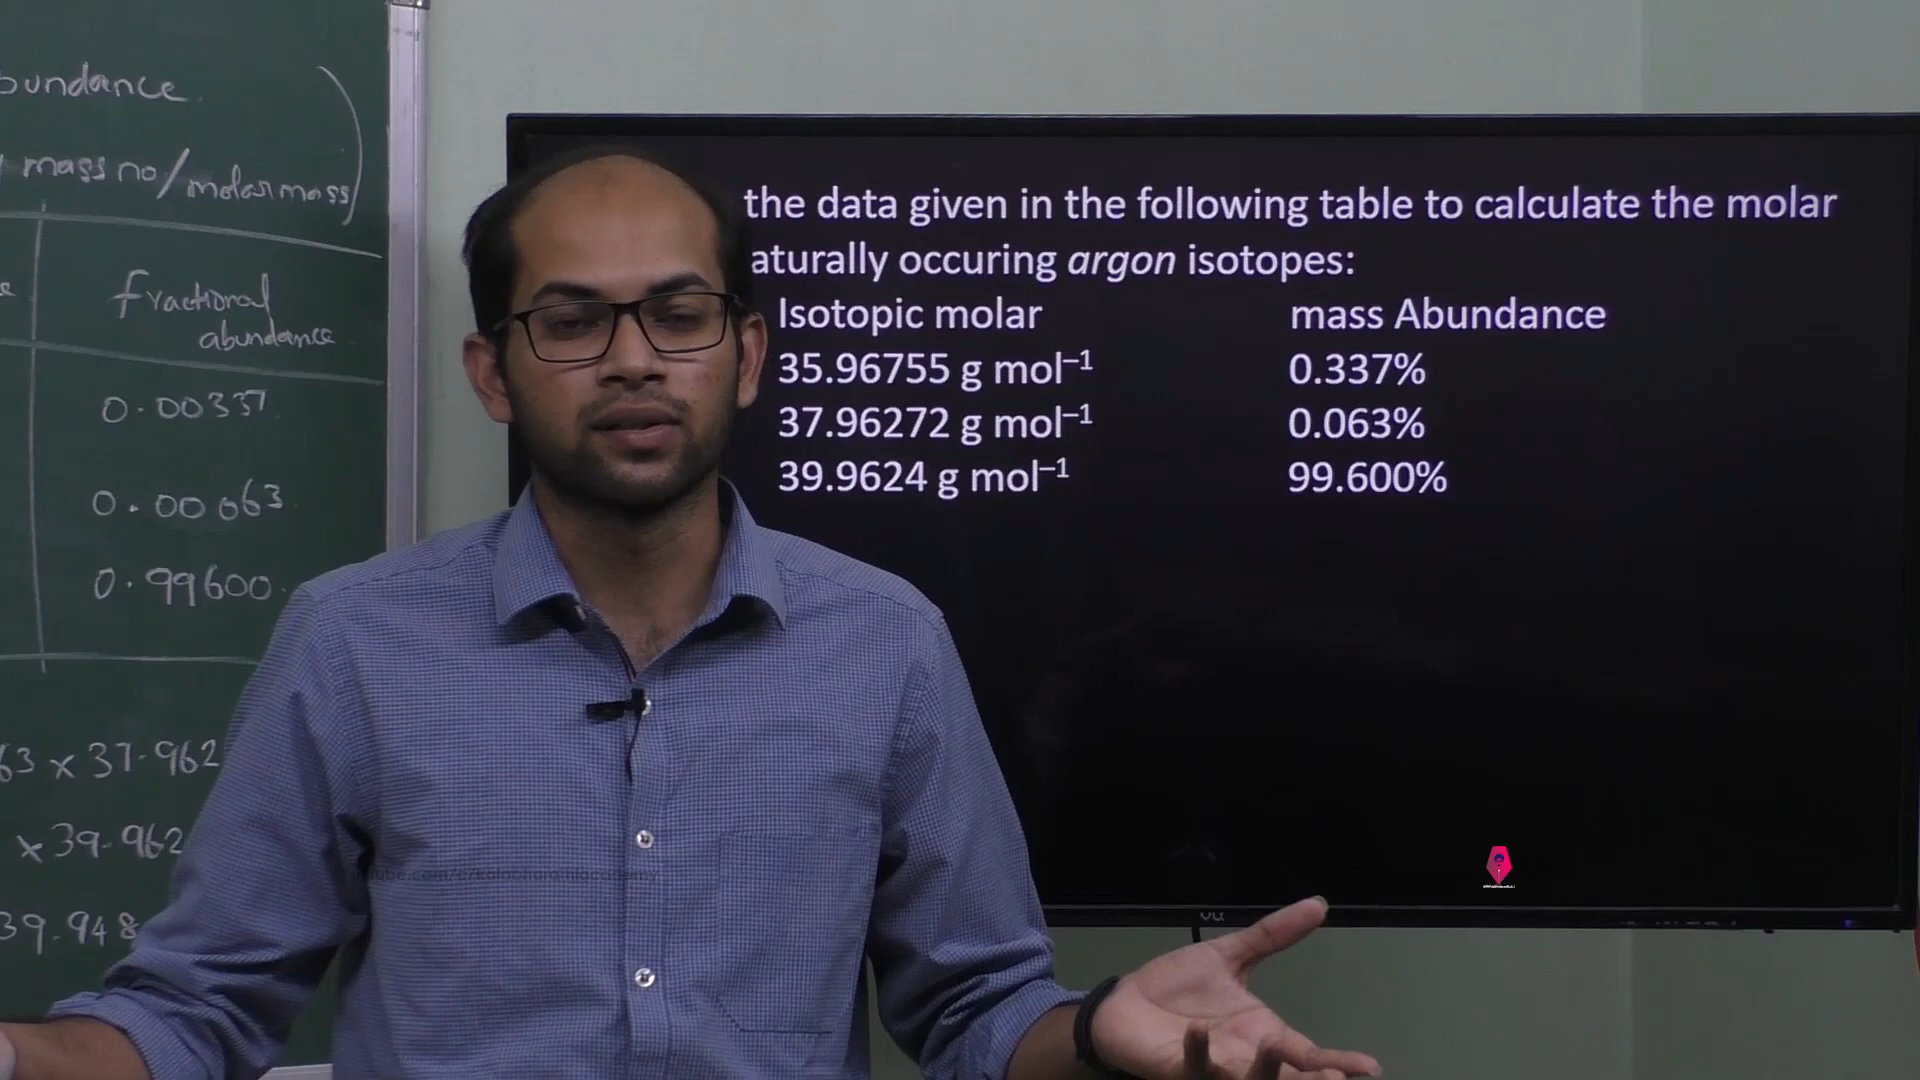 bundance.
mass no/molar mass)
fractional
abundance
0.00337
0.00063
0.99600
63 x 37.962
x 39.962
39.948
the data given in the following table to calculate the molar
aturally occuring argon isotopes:
Isotopic molar mass Abundance
35.96755 g mol–1 0.337%
37.96272 g mol–1 0.063%
39.9624 g mol–1 99.600%